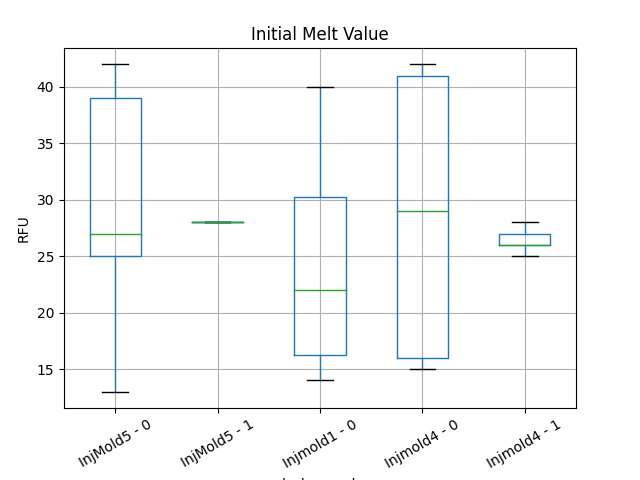 Initial Melt Value
40
35
30
25
20
15
RFU
InjMold5 - 0
InjMold5 - 1
Injmold1 - 0
Injmold4 - 0
Injmold4 - 1